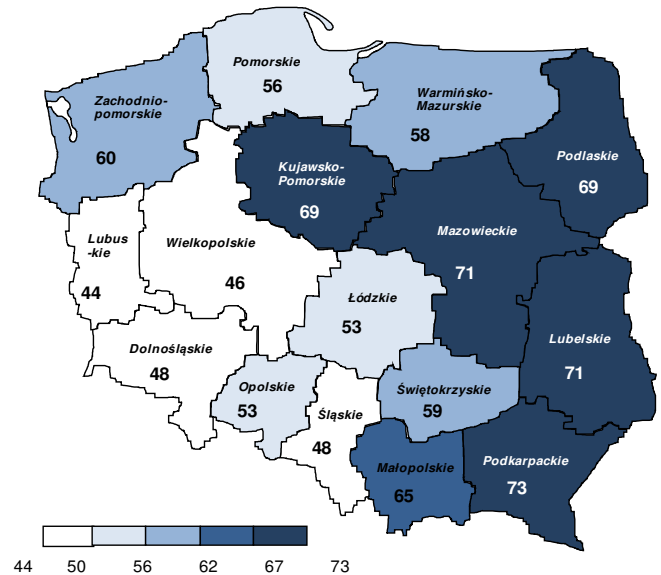 Pomorskie
56
Zachodnio-
pomorskie
60
Warmińsko-
Mazurskie
58
Podlaskie
69
Kujawsko-
Pomorskie
69
Lubus
-kie
44
Wielkopolskie
46
Mazowieckie
71
Łódzkie
53
Dolnośląskie
48
Lubelskie
71
Opolskie
53
Śląskie
48
Świętokrzyskie
59
Małopolskie
65
Podkarpackie
73
44 50 56 62 67 73